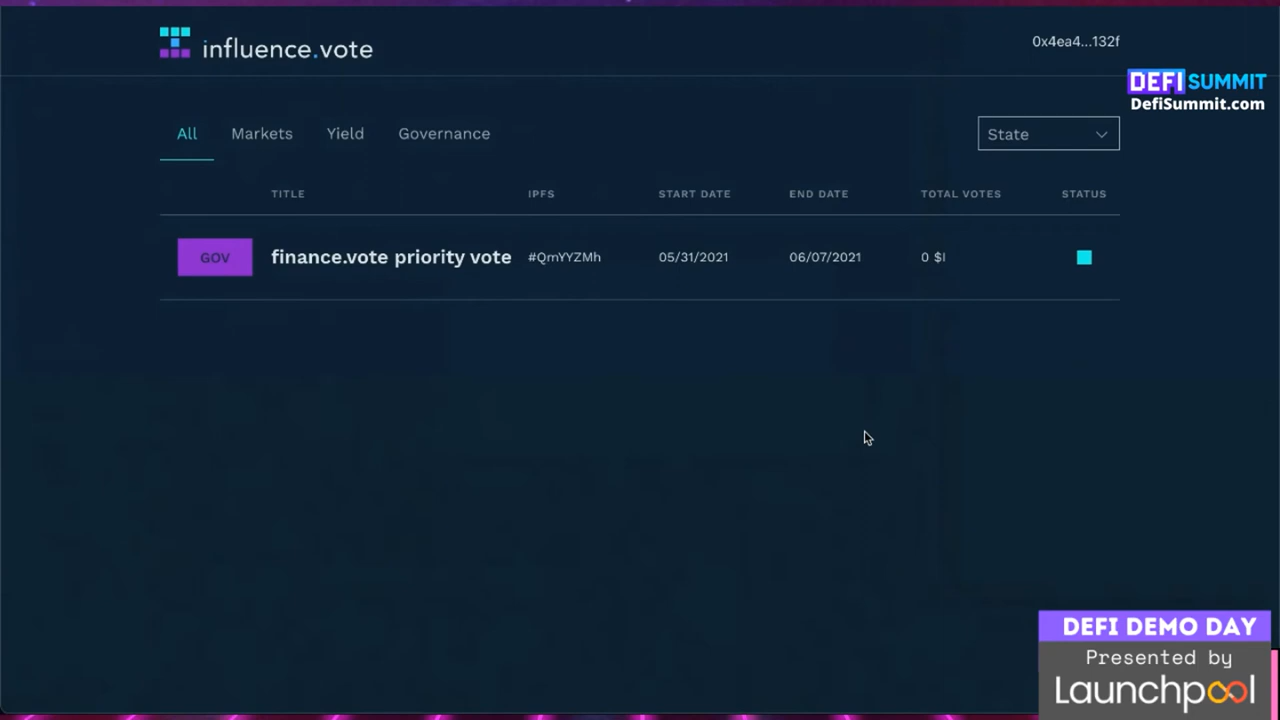 influence.vote
0x4ea4...132f
DEFI SUMMIT
DefiSummit.com
All Markets Yield Governance
State
TITLE IPFS START DATE END DATE TOTAL VOTES STATUS
GOV finance.vote priority vote #QmYYZMh 05/31/2021 06/07/2021 0 $I
DEFI DEMO DAY
Presented by
Launchpool